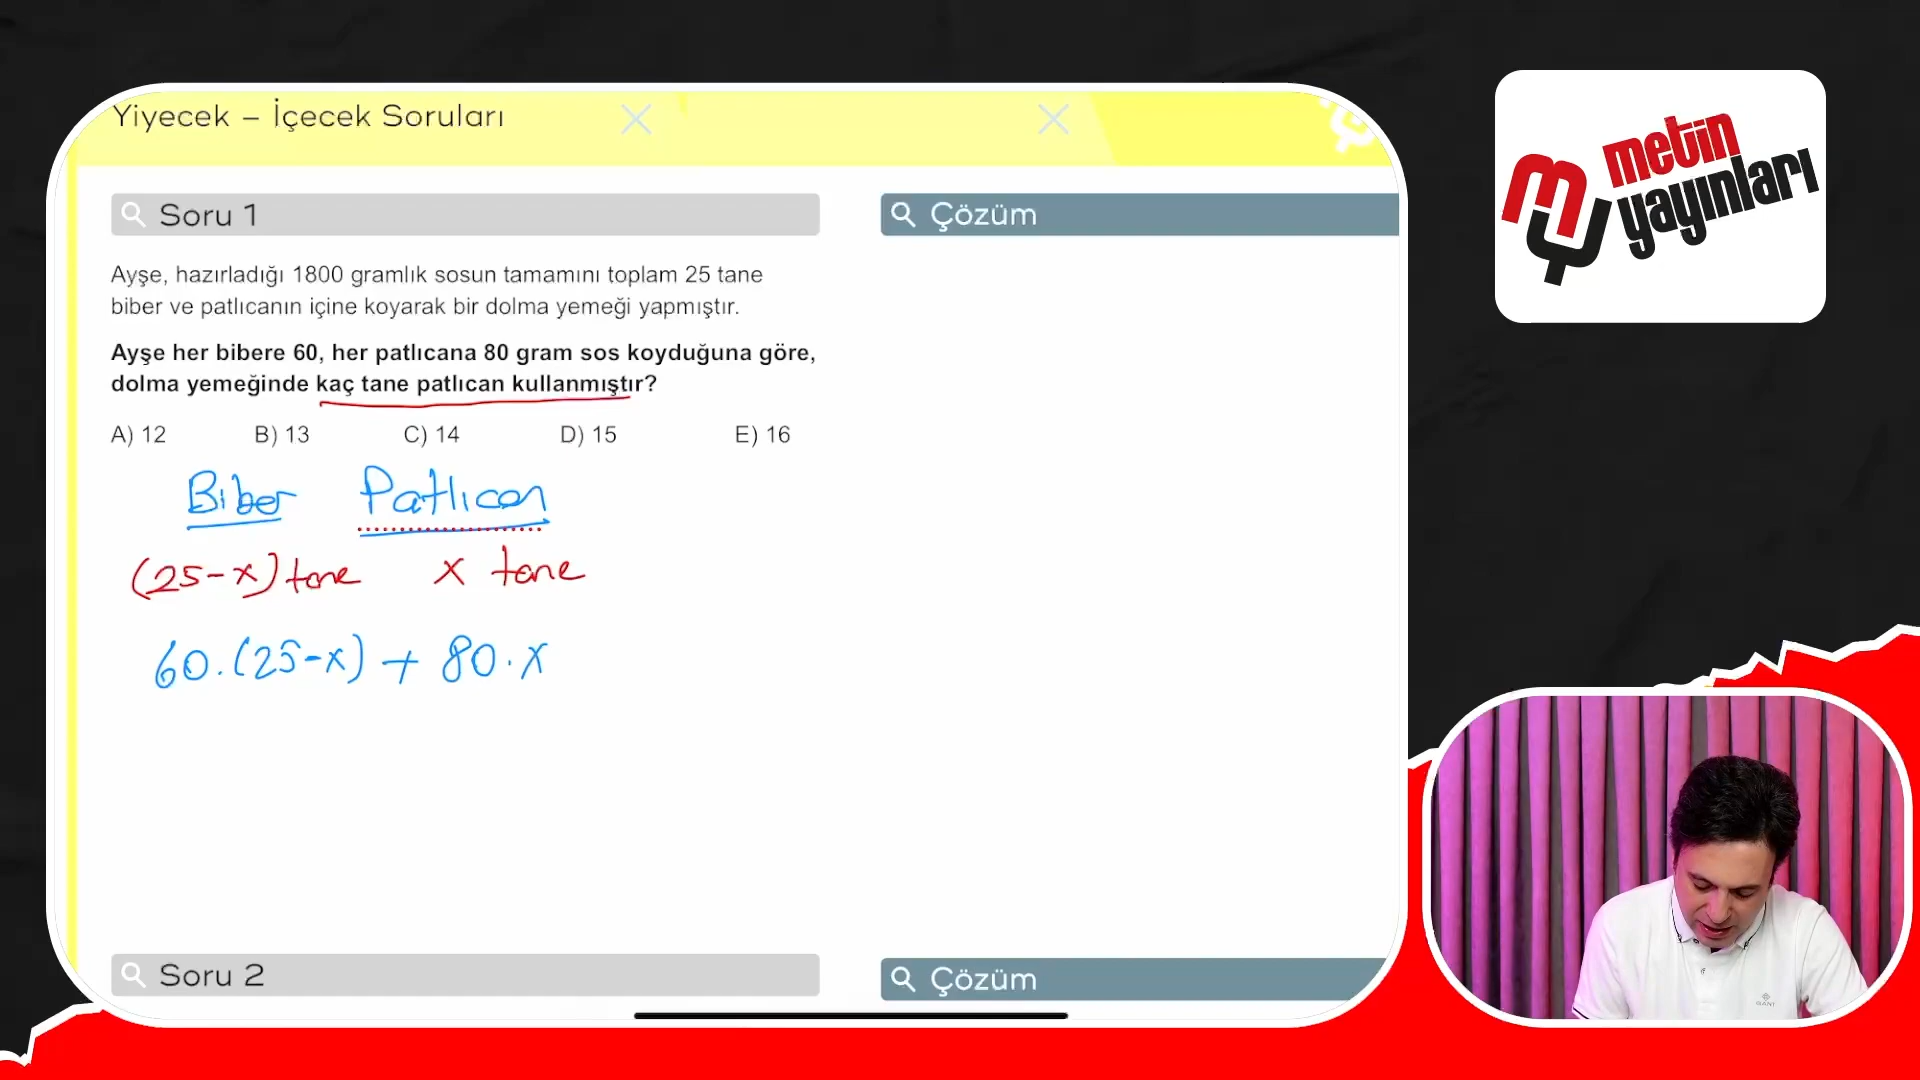 Yiyecek – İçecek Soruları
metin
yayınları
Soru 1
Çözüm
Ayşe, hazırladığı 1800 gramlık sosun tamamını toplam 25 tane
biber ve patlıcanın içine koyarak bir dolma yemeği yapmıştır.
Ayşe her bibere 60, her patlıcana 80 gram sos koyduğuna göre,
dolma yemeğinde kaç tane patlıcan kullanmıştır?
A) 12 B) 13 C) 14 D) 15 E) 16
Biber Patlıcan
(25-x) tane x tane
60.(25-x) + 80.x
Soru 2
Çözüm